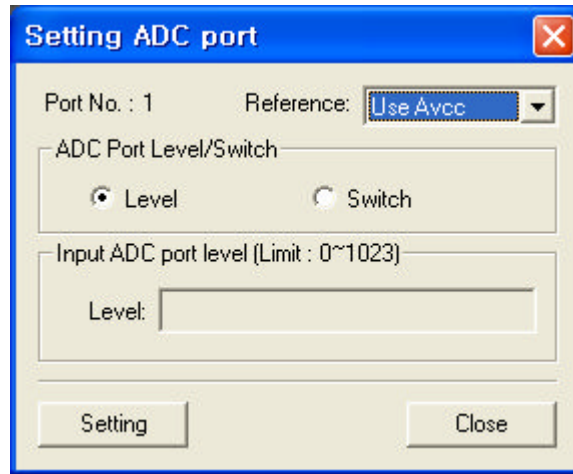 Setting ADC port
Port No. : 1 Reference: Use Avcc
ADC Port Level/Switch
Level Switch
Input ADC port level (Limit : 0~1023)
Level:
Setting Close